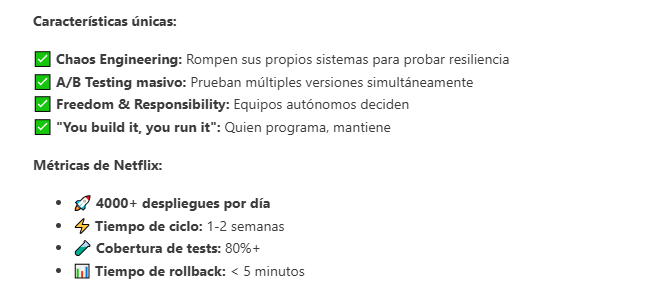 Características únicas:
✅ Chaos Engineering: Rompen sus propios sistemas para probar resiliencia
✅ A/B Testing masivo: Prueban múltiples versiones simultáneamente
✅ Freedom & Responsibility: Equipos autónomos deciden
✅ "You build it, you run it": Quien programa, mantiene
Métricas de Netflix:
• 🚀 4000+ despliegues por día
• ⚡ Tiempo de ciclo: 1-2 semanas
• 🧪 Cobertura de tests: 80%+
• 📊 Tiempo de rollback: < 5 minutos